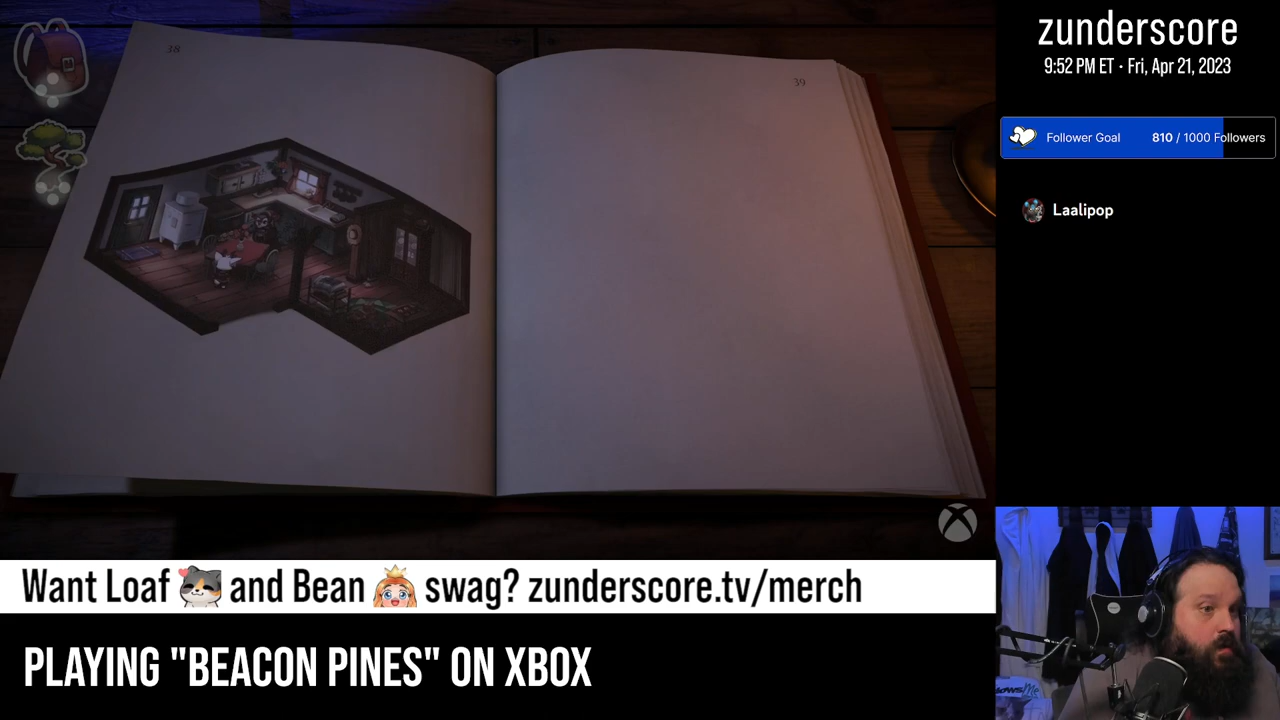 38
39
zunderscore
9:52 PM ET · Fri, Apr 21, 2023
Follower Goal 810 / 1000 Followers
Laalipop
Want Loaf and Bean swag? zunderscore.tv/merch
PLAYING "BEACON PINES" ON XBOX